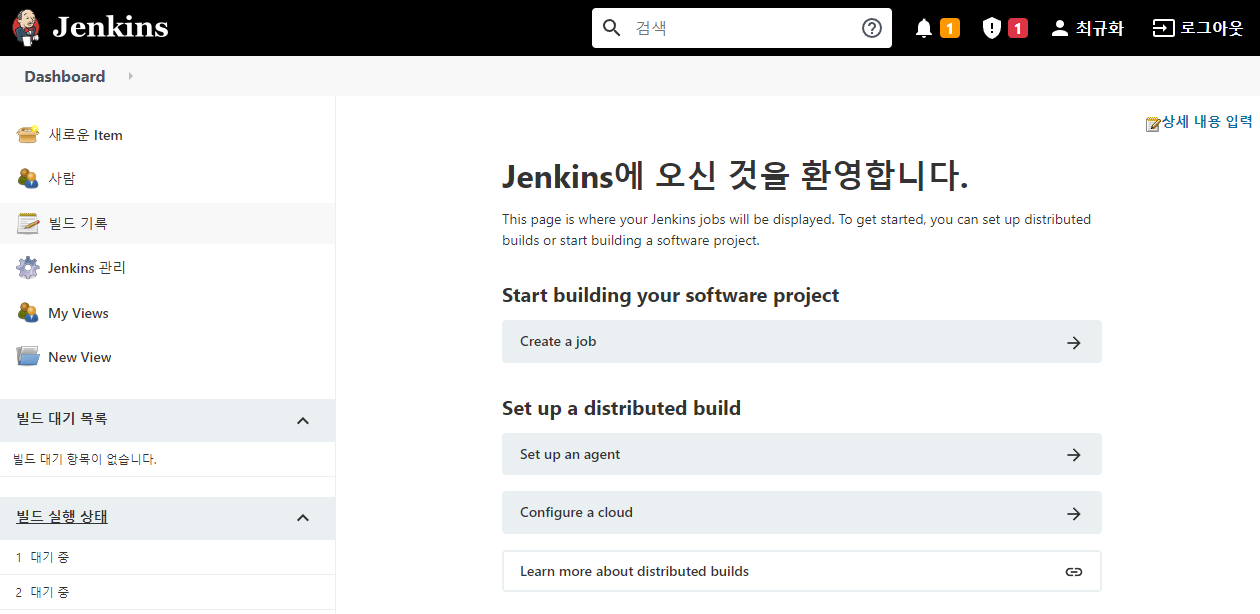 Jenkins
검색
1
1
최규화
로그아웃
Dashboard
새로운 Item
사람
빌드 기록
Jenkins 관리
My Views
New View
빌드 대기 목록
빌드 대기 항목이 없습니다.
빌드 실행 상태
1 대기 중
2 대기 중
상세 내용 입력
Jenkins에 오신 것을 환영합니다.
This page is where your Jenkins jobs will be displayed. To get started, you can set up distributed
builds or start building a software project.
Start building your software project
Create a job
Set up a distributed build
Set up an agent
Configure a cloud
Learn more about distributed builds